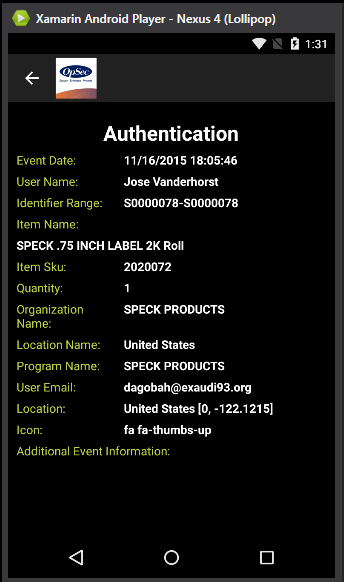 Xamarin Android Player - Nexus 4 (Lollipop)
1:31
OpSec
Authentication
Event Date: 11/16/2015 18:05:46
User Name: Jose Vanderhorst
Identifier Range: S0000078-S0000078
Item Name:
SPECK .75 INCH LABEL 2K Roll
Item Sku: 2020072
Quantity: 1
Organization Name: SPECK PRODUCTS
Location Name: United States
Program Name: SPECK PRODUCTS
User Email: dagobah@exaudi93.org
Location: United States [0, -122.1215]
Icon: fa fa-thumbs-up
Additional Event Information: